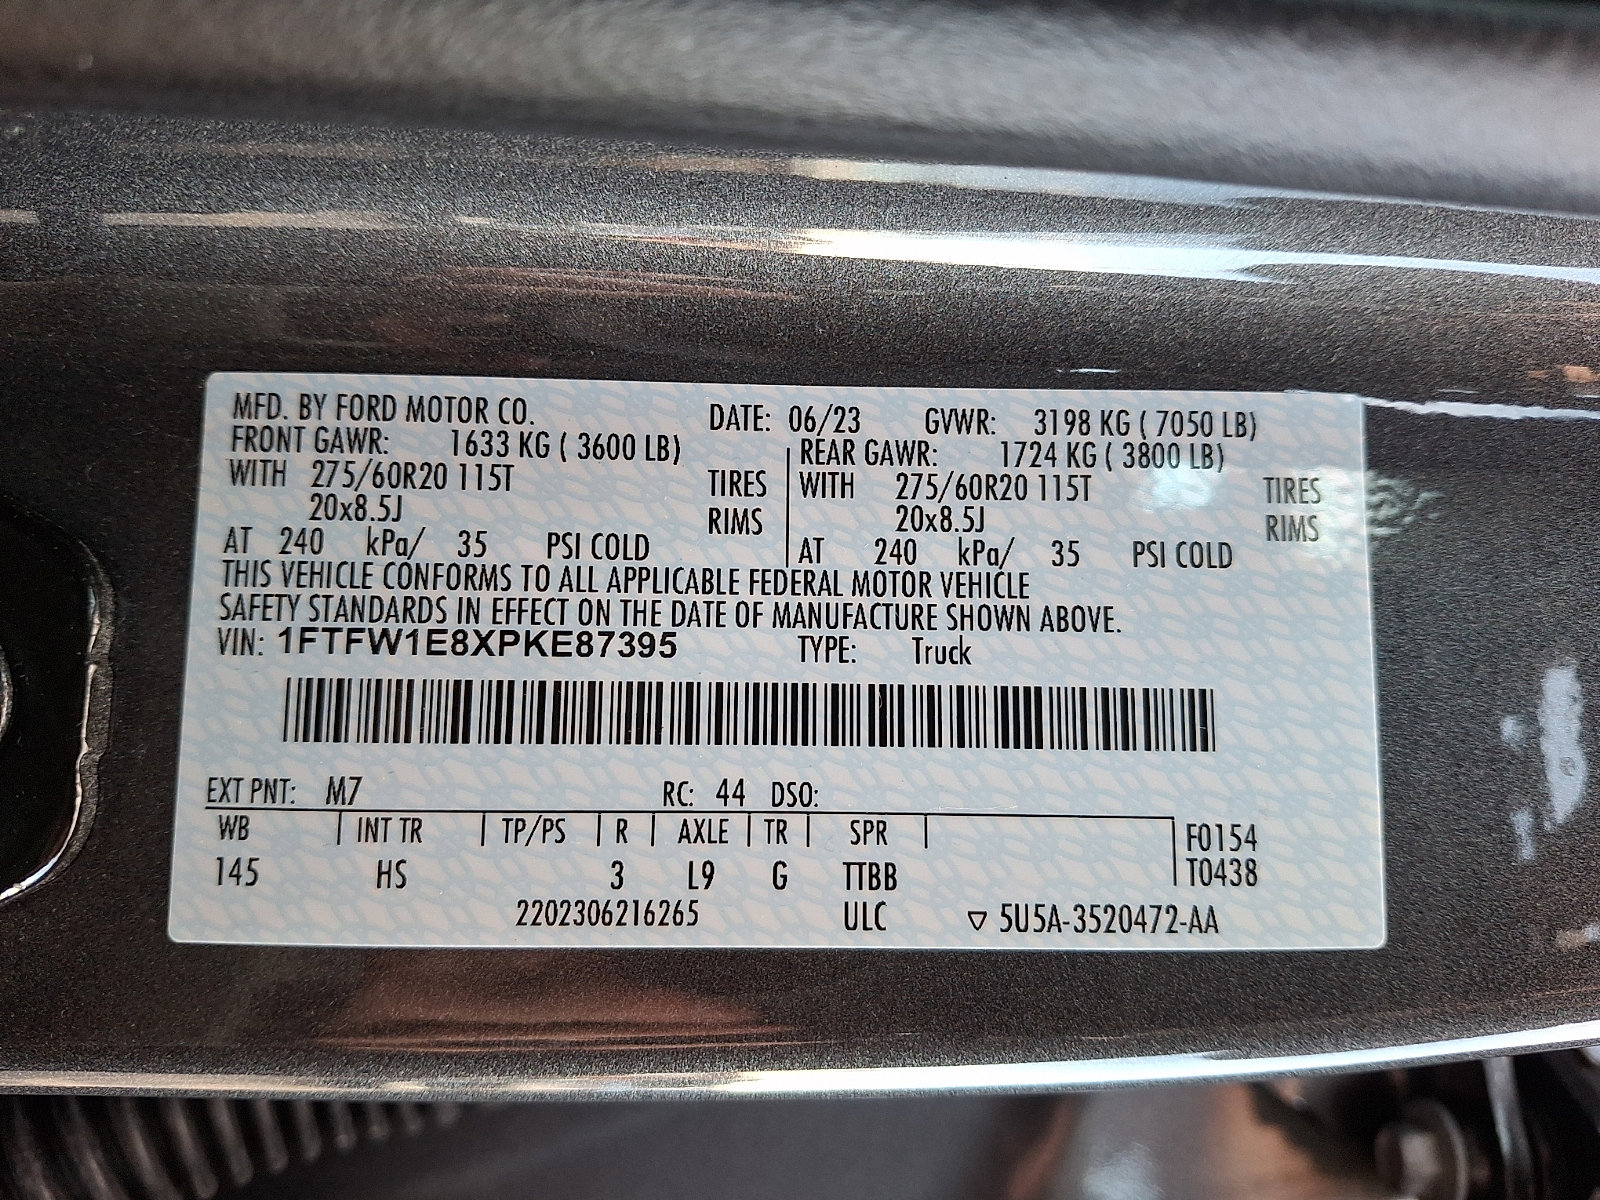 MFD. BY FORD MOTOR CO. DATE: 06/23 GVWR: 3198 KG ( 7050 LB)
FRONT GAWR: 1633 KG ( 3600 LB) REAR GAWR: 1724 KG ( 3800 LB)
WITH 275/60R20 115T TIRES WITH 275/60R20 115T TIRES
20x8.5J RIMS 20x8.5J RIMS
AT 240 kPa/ 35 PSI COLD AT 240 kPa/ 35 PSI COLD
THIS VEHICLE CONFORMS TO ALL APPLICABLE FEDERAL MOTOR VEHICLE
SAFETY STANDARDS IN EFFECT ON THE DATE OF MANUFACTURE SHOWN ABOVE.
VIN: 1FTFW1E8XPKE87395 TYPE: Truck
EXT PNT: M7 RC: 44 DSO:
WB INT TR TP/PS R AXLE TR SPR F0154
145 HS 3 L9 G TTBB T0438
2202306216265 ULC ▽ 5U5A-3520472-AA